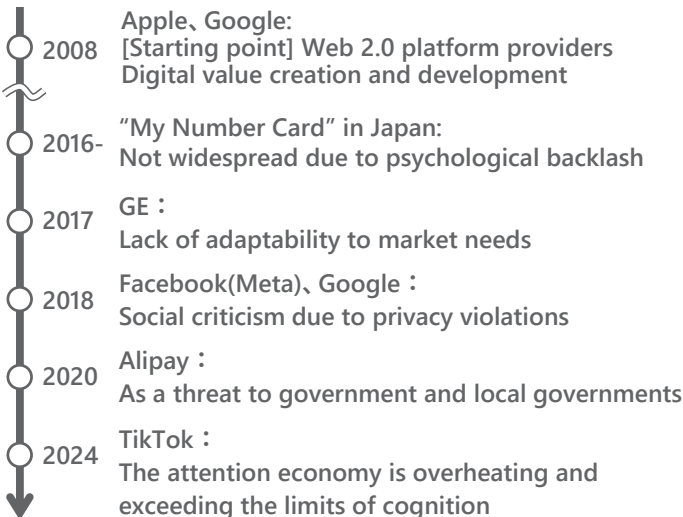 Apple、Google:
2008 [Starting point] Web 2.0 platform providers
Digital value creation and development
“My Number Card” in Japan:
2016- Not widespread due to psychological backlash
GE：
2017 Lack of adaptability to market needs
Facebook(Meta)、Google：
2018 Social criticism due to privacy violations
Alipay：
2020 As a threat to government and local governments
TikTok：
2024 The attention economy is overheating and
exceeding the limits of cognition